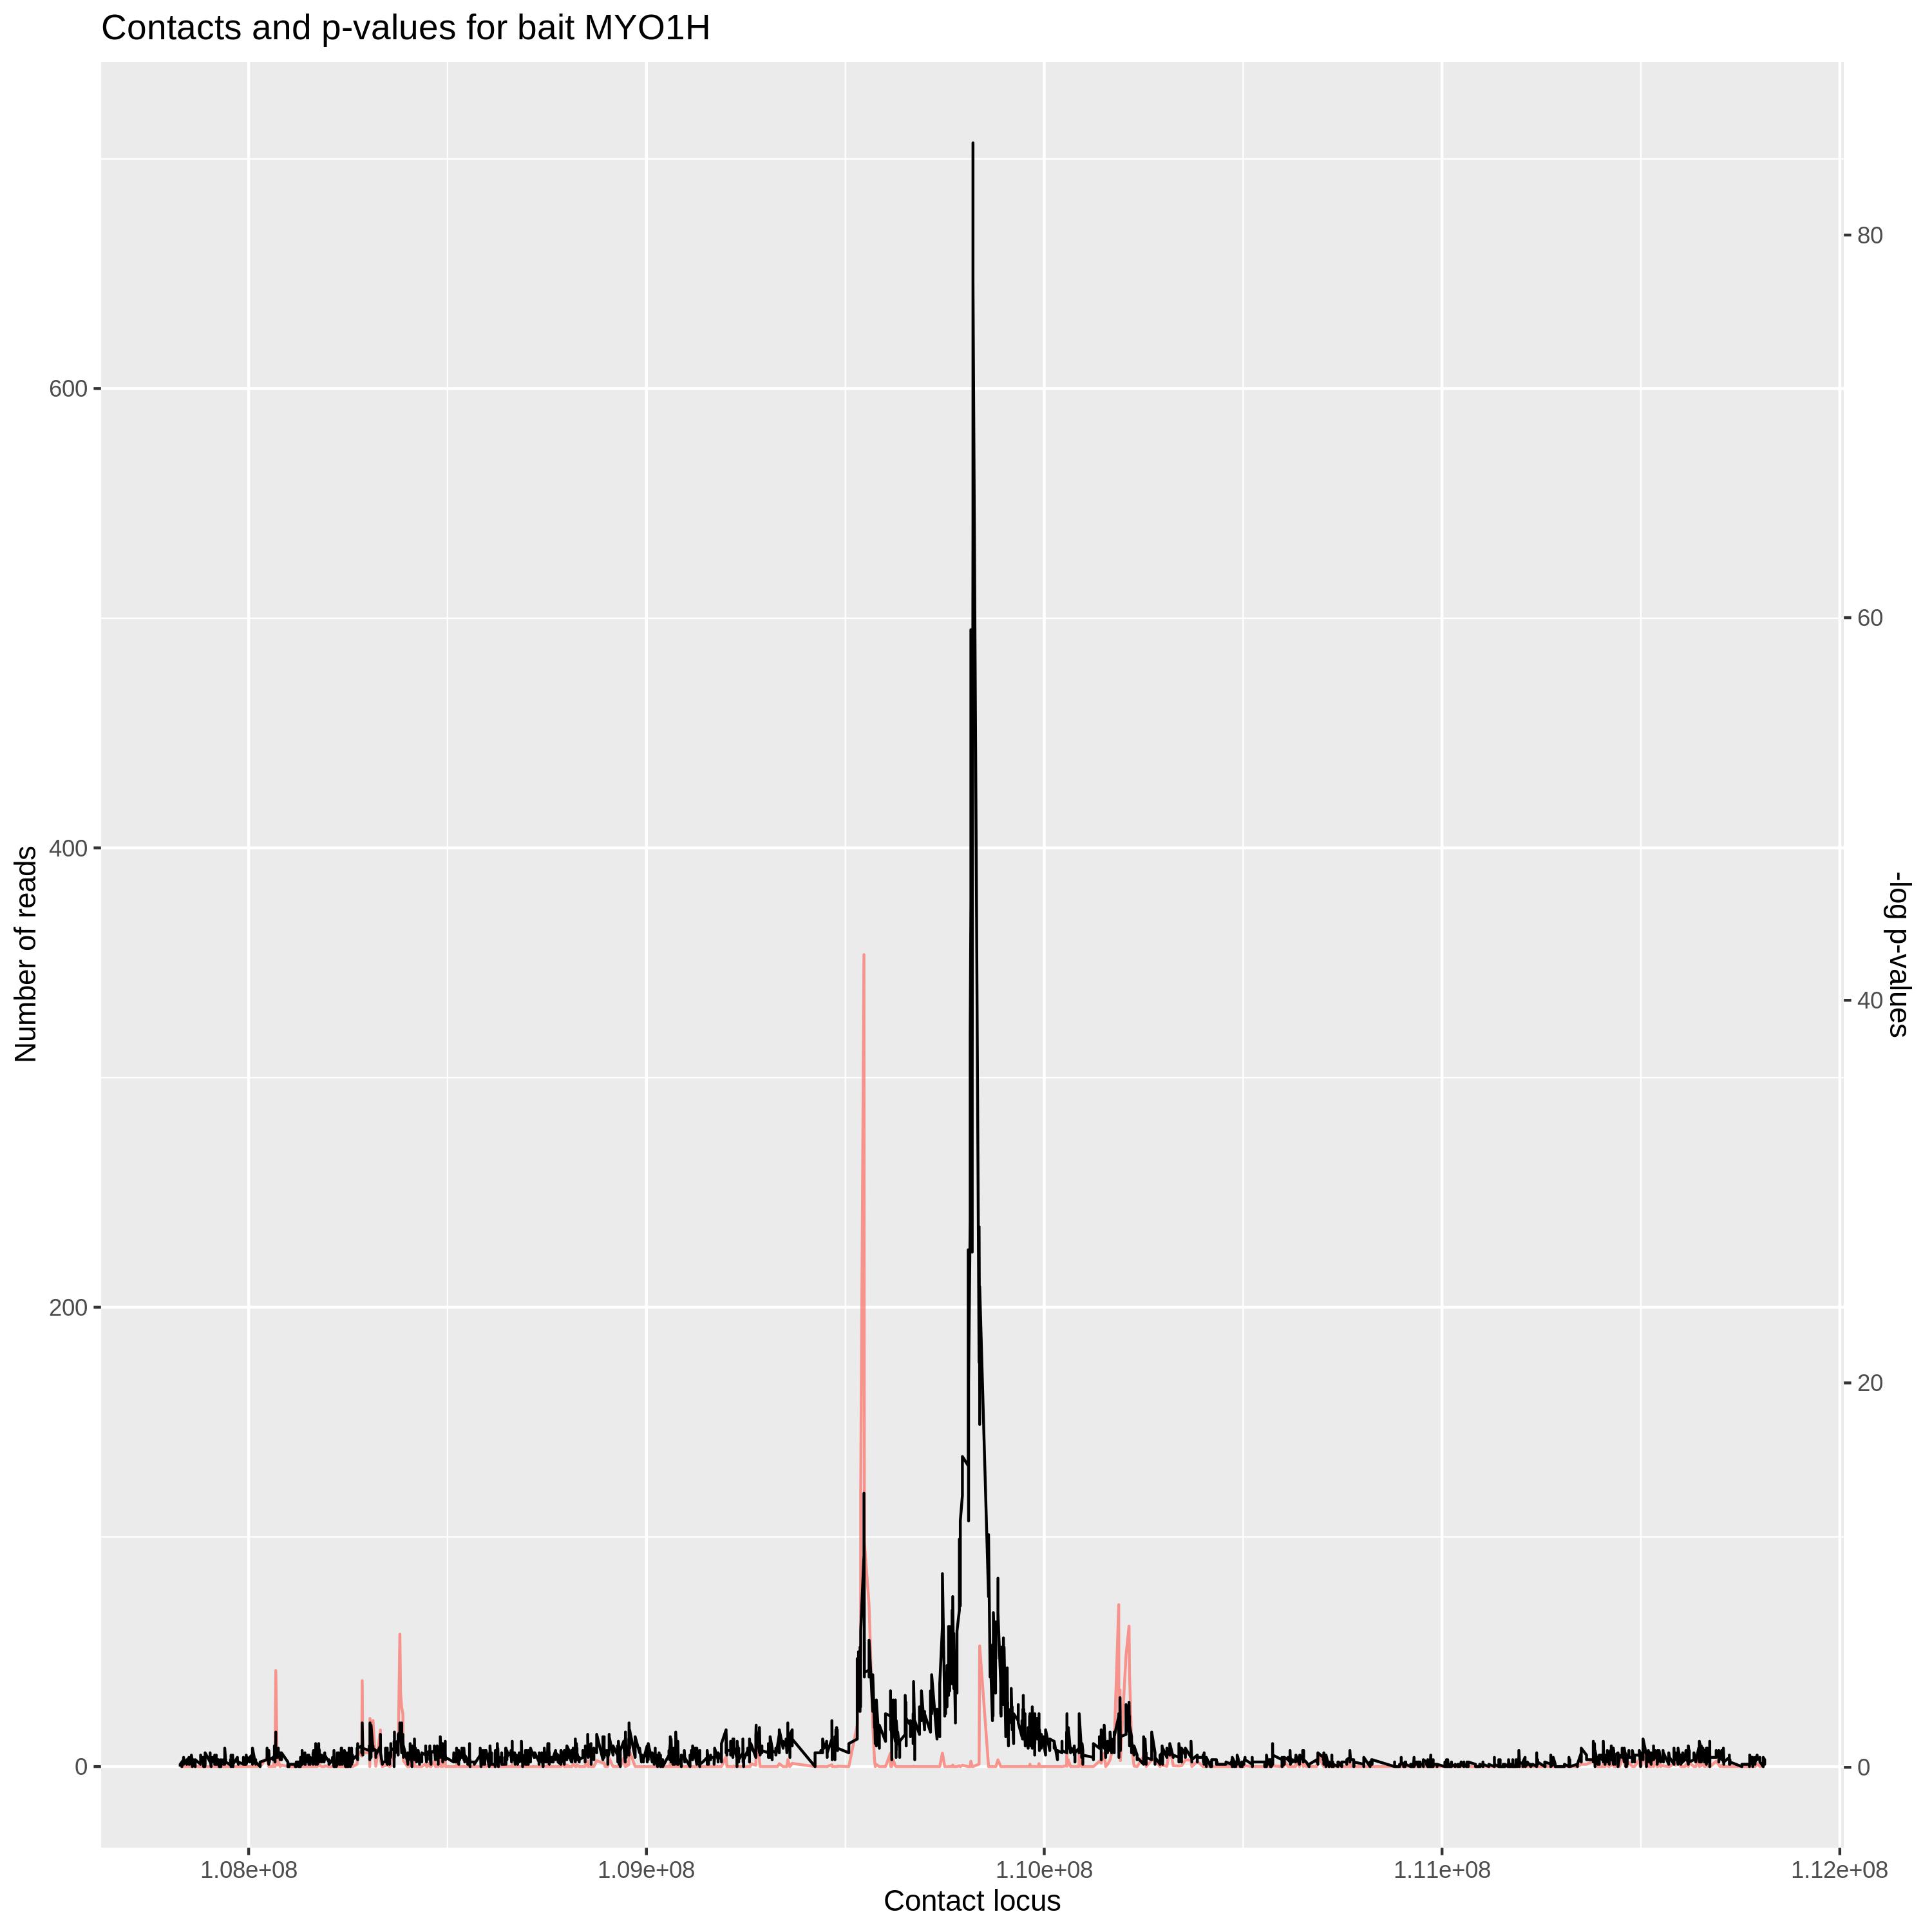 Contacts and p-values for bait MYO1H
Number of reads
600
400
200
0
80
60
40
20
0
-log p-values
1.08e+08 1.09e+08 1.10e+08 1.11e+08 1.12e+08
Contact locus